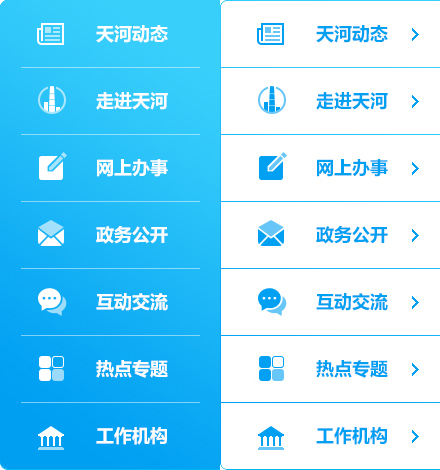 天河动态
天河动态
走进天河
走进天河
网上办事
网上办事
政务公开
政务公开
互动交流
互动交流
热点专题
热点专题
工作机构
工作机构